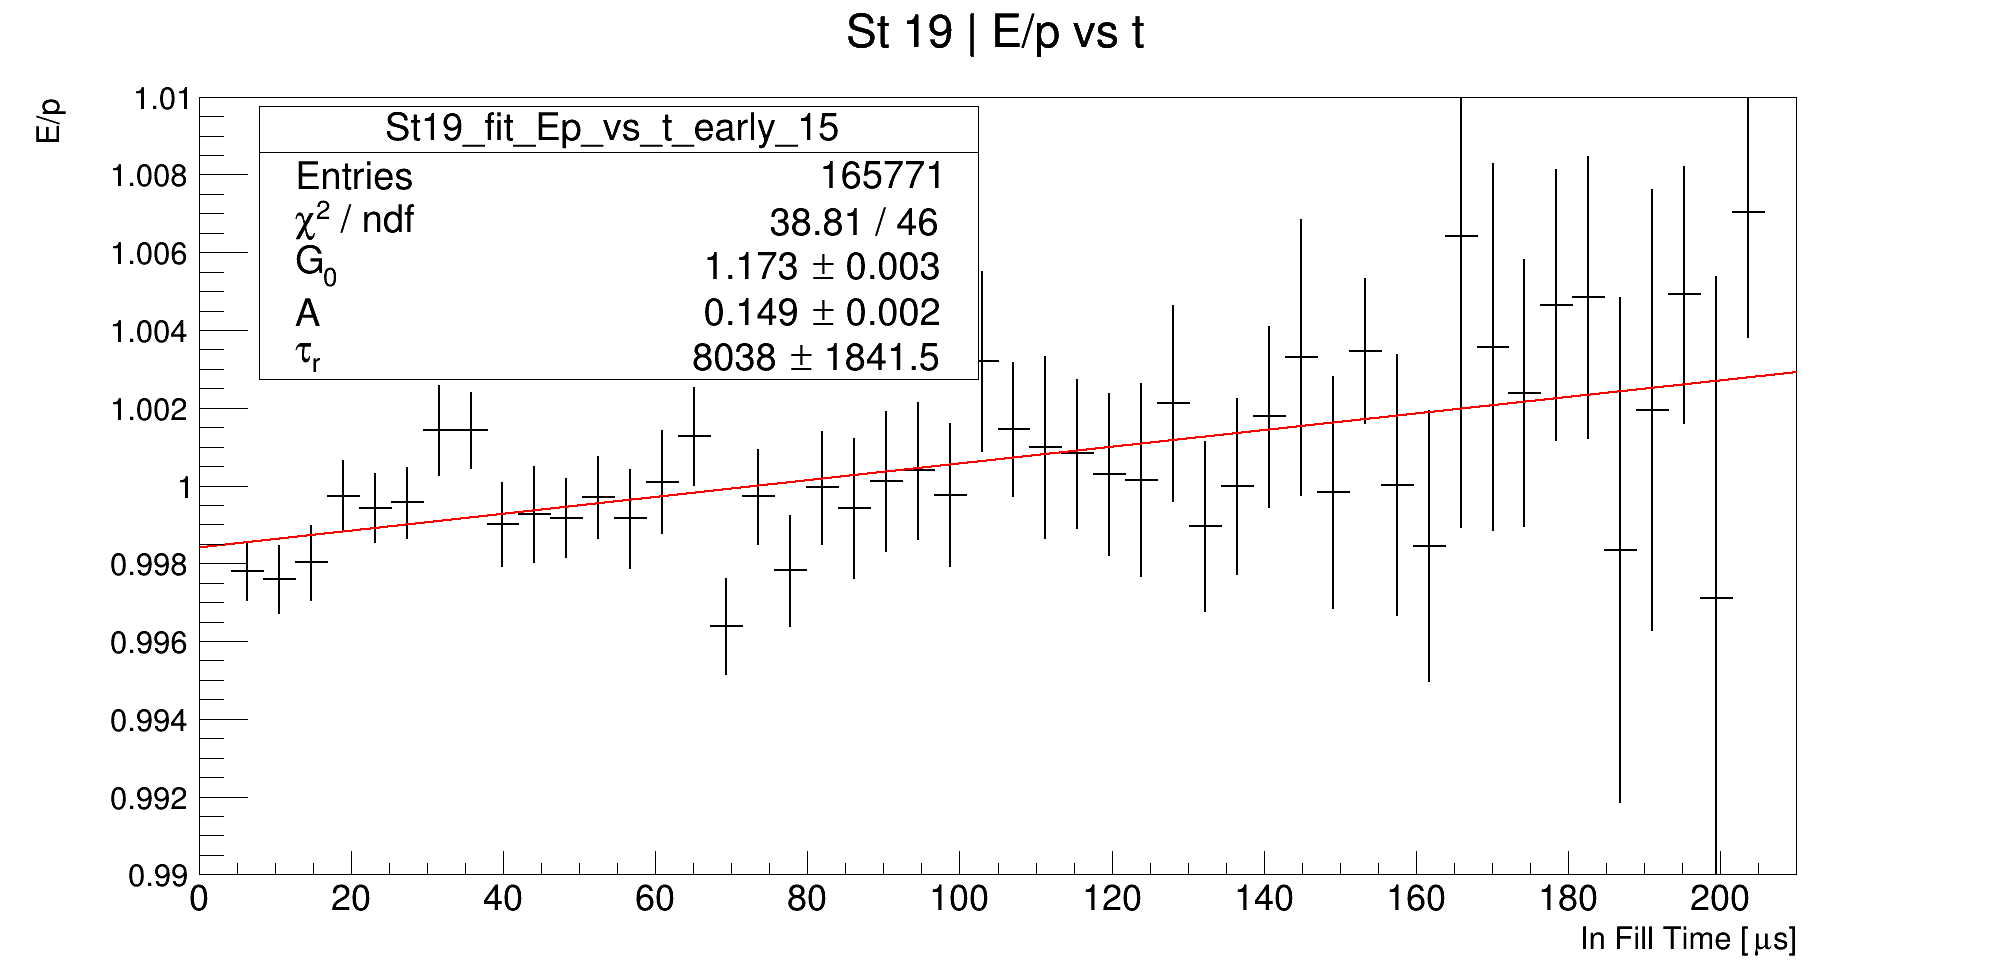 St 19 | E/p vs t
E/p
St19_fit_Ep_vs_t_early_15
Entries 165771
χ² / ndf 38.81 / 46
G₀ 1.173 ± 0.003
A 0.149 ± 0.002
τᵣ 8038 ± 1841.5
1.01
1.008
1.006
1.004
1.002
1
0.998
0.996
0.994
0.992
0.99
0 20 40 60 80 100 120 140 160 180 200
In Fill Time [μs]